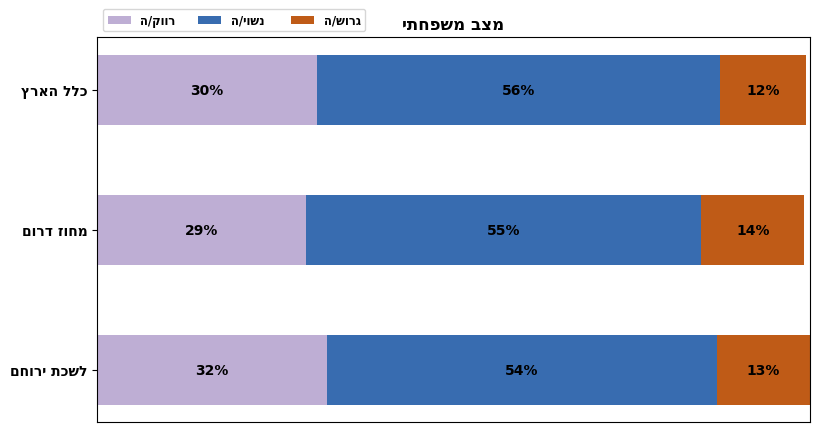 מצב משפחתי
רווק/ה נשוי/ה גרוש/ה
כלל הארץ 30% 56% 12%
מחוז דרום 29% 55% 14%
לשכת ירוחם 32% 54% 13%